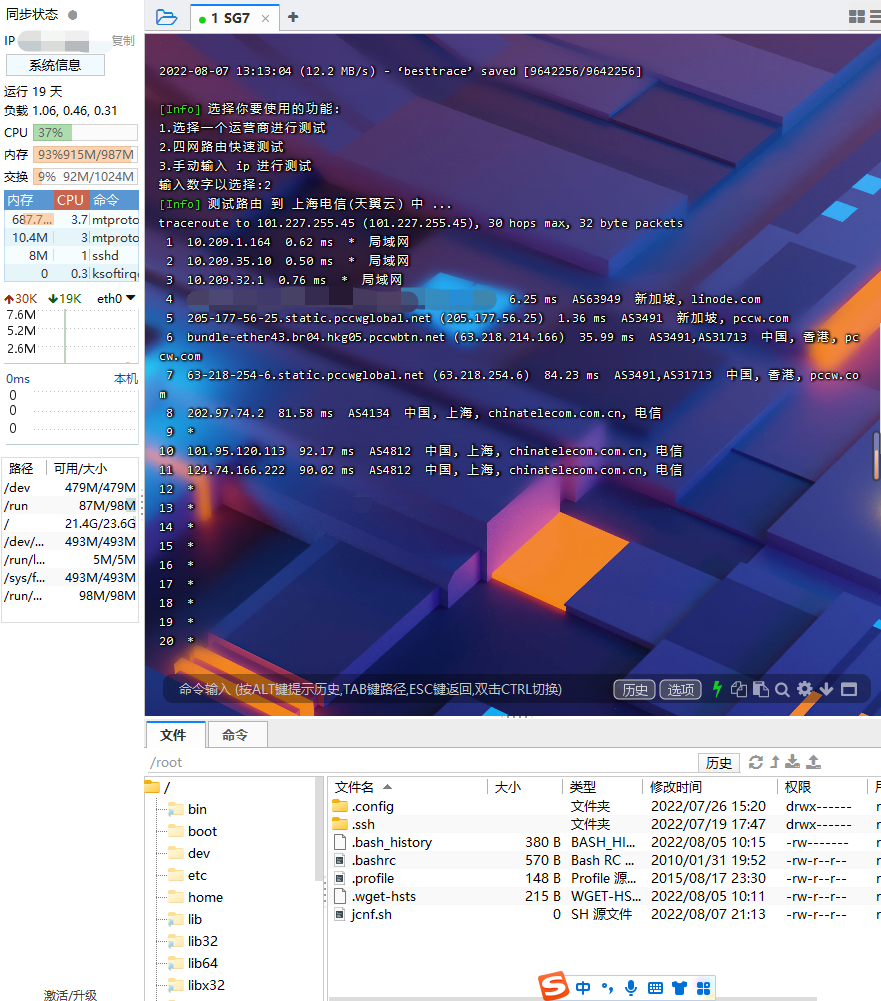 同步状态
IP 复制
系统信息
运行 19 天
负载 1.06, 0.46, 0.31
CPU 37%
内存 93% 915M/987M
交换 9% 92M/1024M
内存 CPU 命令
687.7... 3.7 mtproto
10.4M 3 mtproto
8M 1 sshd
0 0.3 ksoftirq
30K 19K eth0
7.6M
5.2M
2.6M
0ms 本机
0
0
0
路径 可用/大小
/dev 479M/479M
/run 87M/98M
/ 21.4G/23.6G
/dev/... 493M/493M
/run/l... 5M/5M
/sys/f... 493M/493M
/run/... 98M/98M
激活/升级
1 SG7 × +
2022-08-07 13:13:04 (12.2 MB/s) - ‘besttrace’ saved [9642256/9642256]
[Info] 选择你要使用的功能:
1.选择一个运营商进行测试
2.四网路由快速测试
3.手动输入 ip 进行测试
输入数字以选择:2
[Info] 测试路由 到 上海电信(天翼云) 中 ...
traceroute to 101.227.255.45 (101.227.255.45), 30 hops max, 32 byte packets
1 10.209.1.164 0.62 ms * 局域网
2 10.209.35.10 0.50 ms * 局域网
3 10.209.32.1 0.76 ms * 局域网
4 6.25 ms AS63949 新加坡, linode.com
5 205-177-56-25.static.pccwglobal.net (205.177.56.25) 1.36 ms AS3491 新加坡, pccw.com
6 bundle-ether43.br04.hkg05.pccwbtn.net (63.218.214.166) 35.99 ms AS3491,AS31713 中国, 香港, pc
cw.com
7 63-218-254-6.static.pccwglobal.net (63.218.254.6) 84.23 ms AS3491,AS31713 中国, 香港, pccw.co
m
8 202.97.74.2 81.58 ms AS4134 中国, 上海, chinatelecom.com.cn, 电信
9 *
10 101.95.120.113 92.17 ms AS4812 中国, 上海, chinatelecom.com.cn, 电信
11 124.74.166.222 90.02 ms AS4812 中国, 上海, chinatelecom.com.cn, 电信
12 *
13 *
14 *
15 *
16 *
17 *
18 *
19 *
20 *
命令输入 (按ALT键提示历史,TAB键路径,ESC键返回,双击CTRL切换) 历史 选项
文件 命令
/root 历史
/
bin
boot
dev
etc
home
lib
lib32
lib64
libx32
文件名 大小 类型 修改时间 权限
.config 文件夹 2022/07/26 15:20 drwx------
.ssh 文件夹 2022/07/19 17:47 drwx------
.bash_history 380 B BASH_HI... 2022/08/05 10:15 -rw-------
.bashrc 570 B Bash RC ... 2010/01/31 19:52 -rw-r--r--
.profile 148 B Profile 源... 2015/08/17 23:30 -rw-r--r--
.wget-hsts 215 B WGET-HS... 2022/08/05 10:11 -rw-r--r--
jcnf.sh 0 SH 源文件 2022/08/07 21:13 -rw-r--r--
S 中